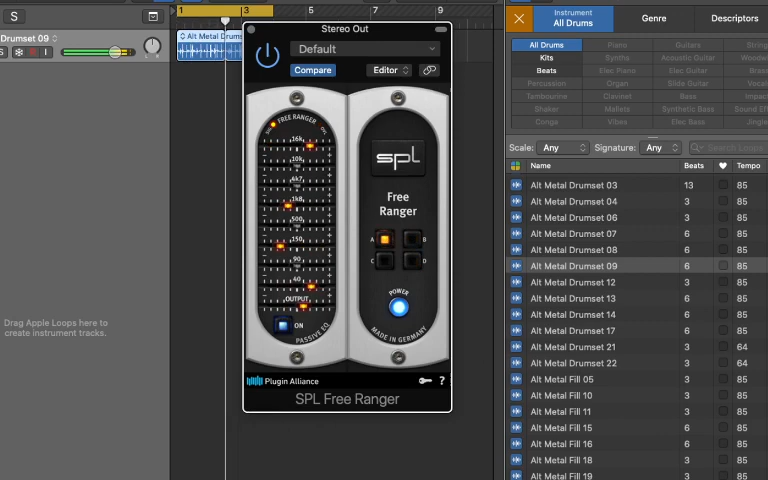 S
1
3
5
7
9
Stereo Out
Instrument
All Drums
Genre
Descriptors
Drumset 09
S
I
L
R
Alt Metal Drums
Default
Compare
Editor
All Drums
Piano
Guitars
Kits
Synths
Acoustic Guitar
Beats
Elec Piano
Elec Guitar
Percussion
Organ
Slide Guitar
Tambourine
Clavinet
Bass
Shaker
Mallets
Synthetic Bass
Conga
Vibes
Elec Bass
Scale:
Any
Signature:
Any
Search Loops
SIG
FREE RANGER
OVL
16k
10k
4k7
1k8
500
150
90
40
OUTPUT
ON
PASSIVE EQ
spl
Free
Ranger
A
B
C
D
POWER
MADE IN GERMANY
Plugin Alliance
?
SPL Free Ranger
Drag Apple Loops here to
create instrument tracks.
Name
Beats
Tempo
Alt Metal Drumset 03 13 85
Alt Metal Drumset 04 3 85
Alt Metal Drumset 06 3 85
Alt Metal Drumset 07 6 85
Alt Metal Drumset 08 6 85
Alt Metal Drumset 09 6 85
Alt Metal Drumset 12 3 85
Alt Metal Drumset 13 6 85
Alt Metal Drumset 14 6 85
Alt Metal Drumset 17 6 85
Alt Metal Drumset 21 3 64
Alt Metal Drumset 22 3 64
Alt Metal Fill 05 3 85
Alt Metal Fill 10 3 85
Alt Metal Fill 11 3 85
Alt Metal Fill 15 6 85
Alt Metal Fill 16 6 85
Alt Metal Fill 18 3 85
Alt Metal Fill 19 3 85